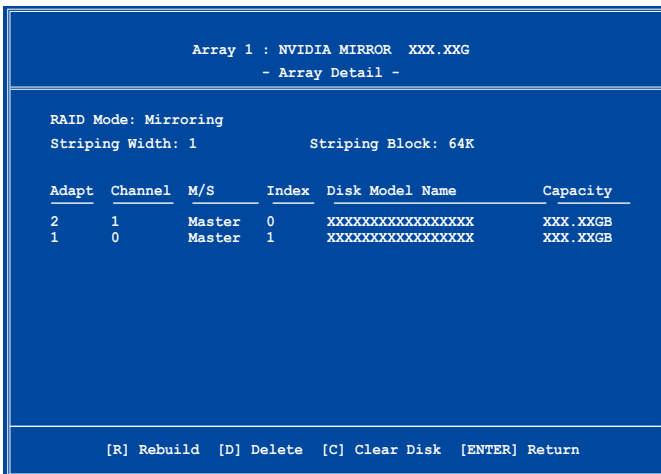 Array 1 : NVIDIA MIRROR XXX.XXG
- Array Detail -
RAID Mode: Mirroring
Striping Width: 1 Striping Block: 64K
Adapt Channel M/S Index Disk Model Name Capacity
2 1 Master 0 XXXXXXXXXXXXXXXXX XXX.XXGB
1 0 Master 1 XXXXXXXXXXXXXXXXX XXX.XXGB
[R] Rebuild [D] Delete [C] Clear Disk [ENTER] Return